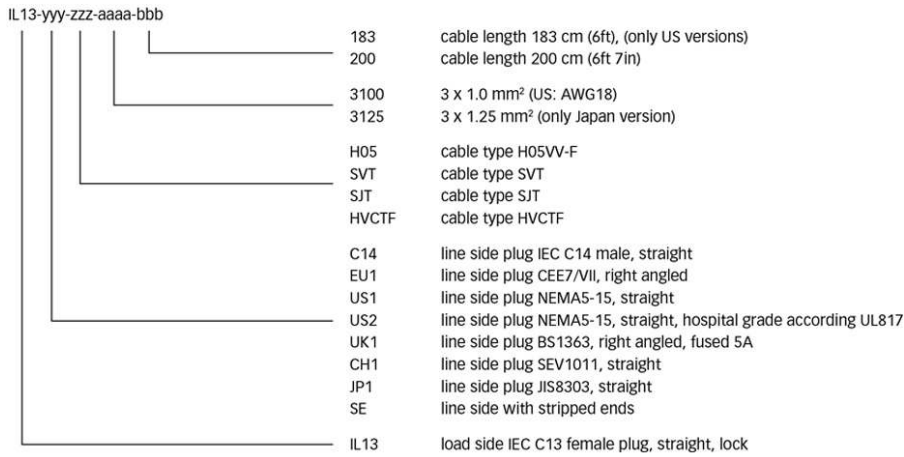 IL13-yyy-zzz-aaaa-bbb
183 cable length 183 cm (6ft), (only US versions)
200 cable length 200 cm (6ft 7in)
3100 3 x 1.0 mm² (US: AWG18)
3125 3 x 1.25 mm² (only Japan version)
H05 cable type H05VV-F
SVT cable type SVT
SJT cable type SJT
HVCTF cable type HVCTF
C14 line side plug IEC C14 male, straight
EU1 line side plug CEE7/VII, right angled
US1 line side plug NEMA5-15, straight
US2 line side plug NEMA5-15, straight, hospital grade according UL817
UK1 line side plug BS1363, right angled, fused 5A
CH1 line side plug SEV1011, straight
JP1 line side plug JIS8303, straight
SE line side with stripped ends
IL13 load side IEC C13 female plug, straight, lock